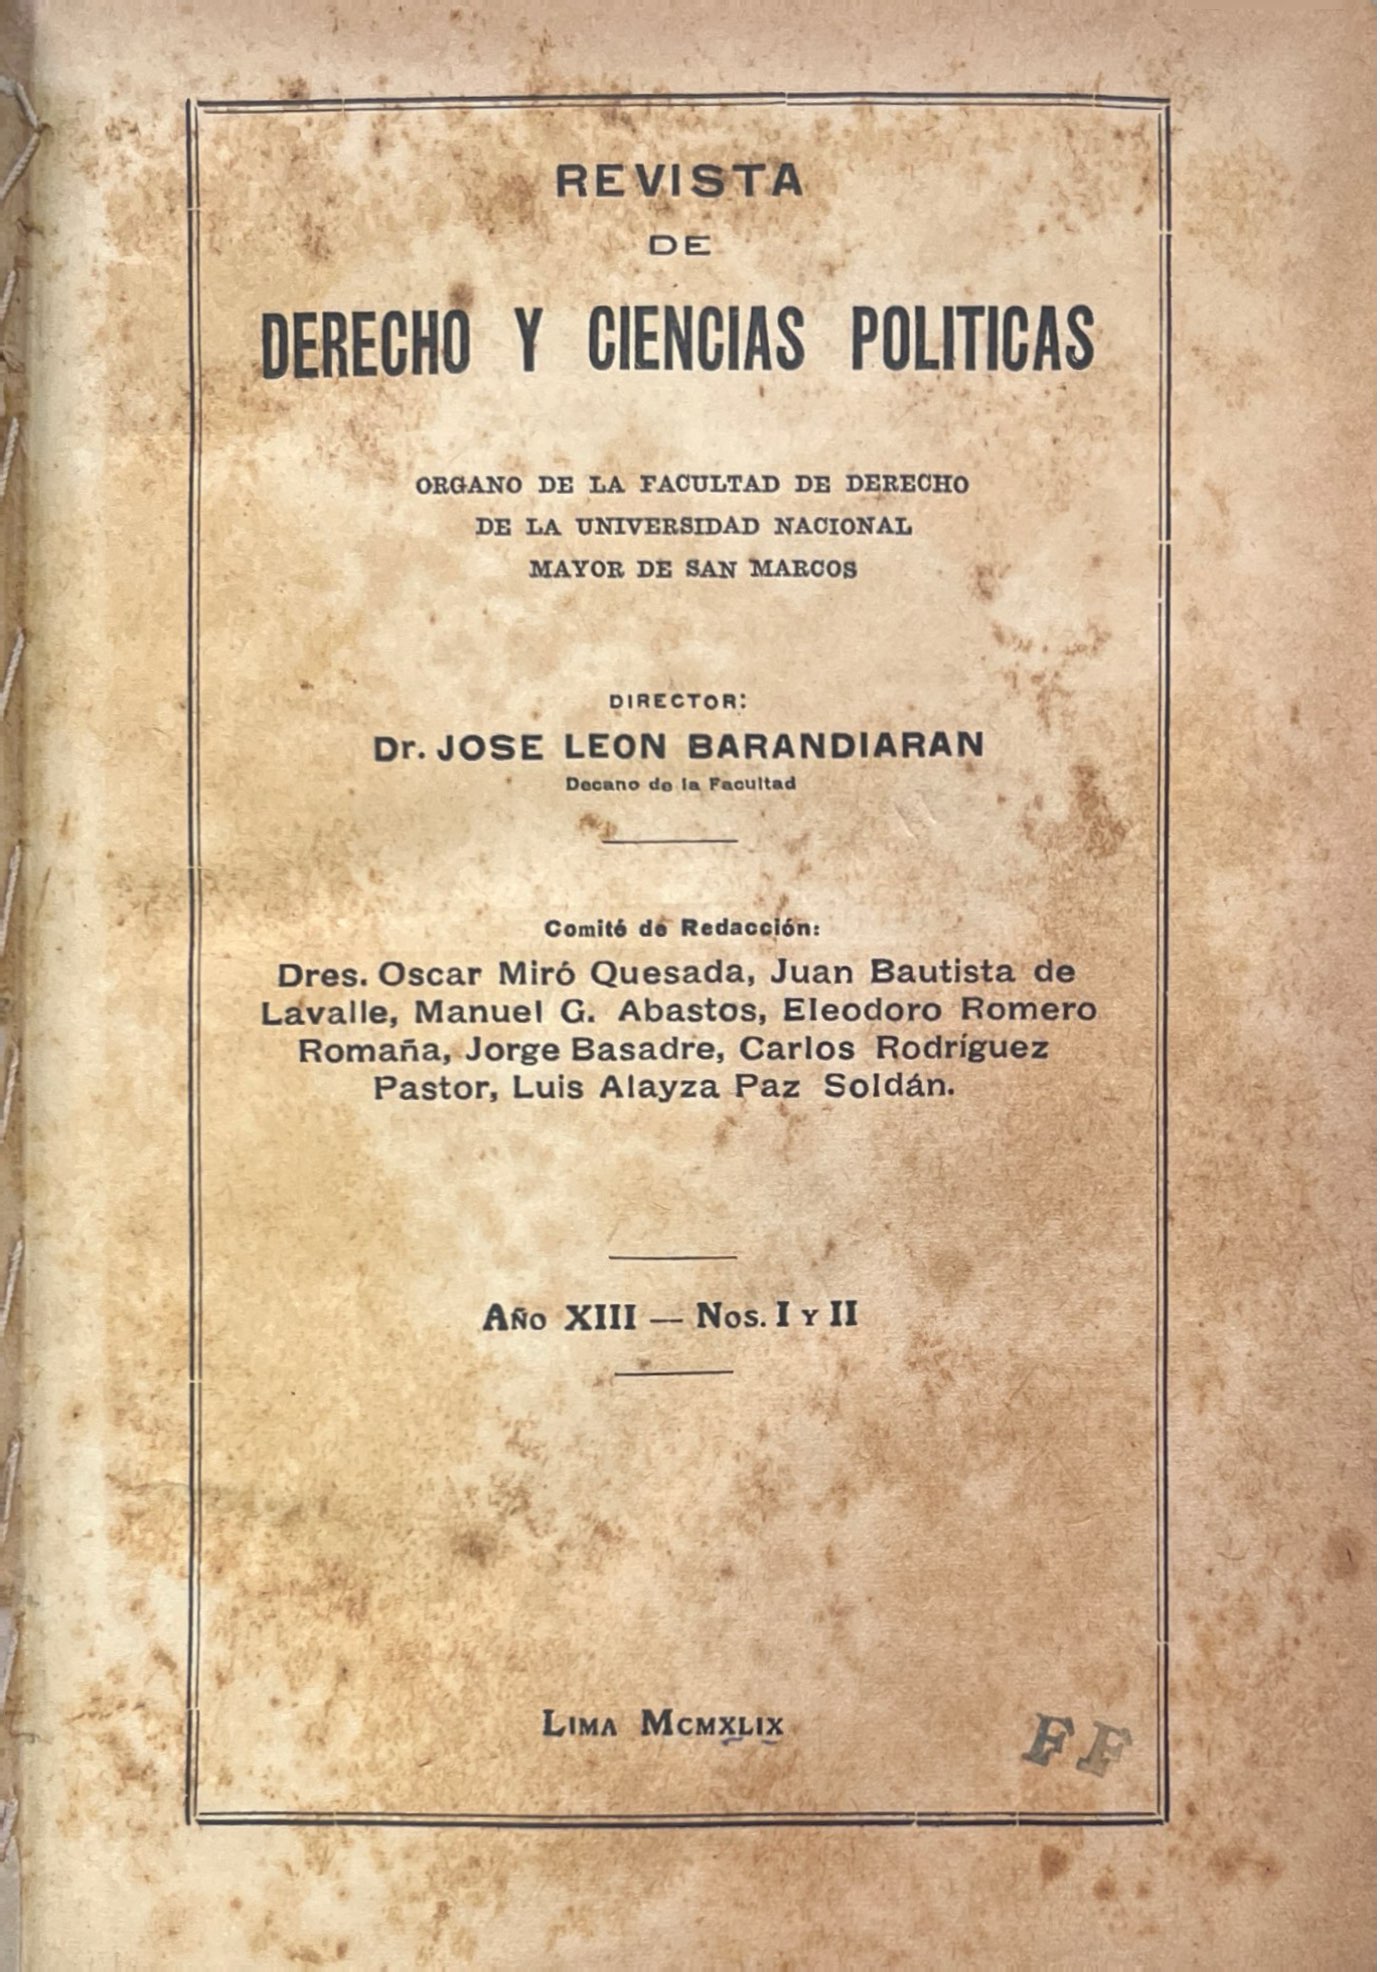 REVISTA
DE
DERECHO Y CIENCIAS POLITICAS
ORGANO DE LA FACULTAD DE DERECHO
DE LA UNIVERSIDAD NACIONAL
MAYOR DE SAN MARCOS
DIRECTOR:
Dr. JOSE LEON BARANDIARAN
Decano de la Facultad
Comité de Redacción:
Dres. Oscar Miró Quesada, Juan Bautista de
Lavalle, Manuel G. Abastos, Eleodoro Romero
Romaña, Jorge Basadre, Carlos Rodríguez
Pastor, Luis Alayza Paz Soldán.
AÑO XIII — NOS. I Y II
LIMA MCMXLIX
FF